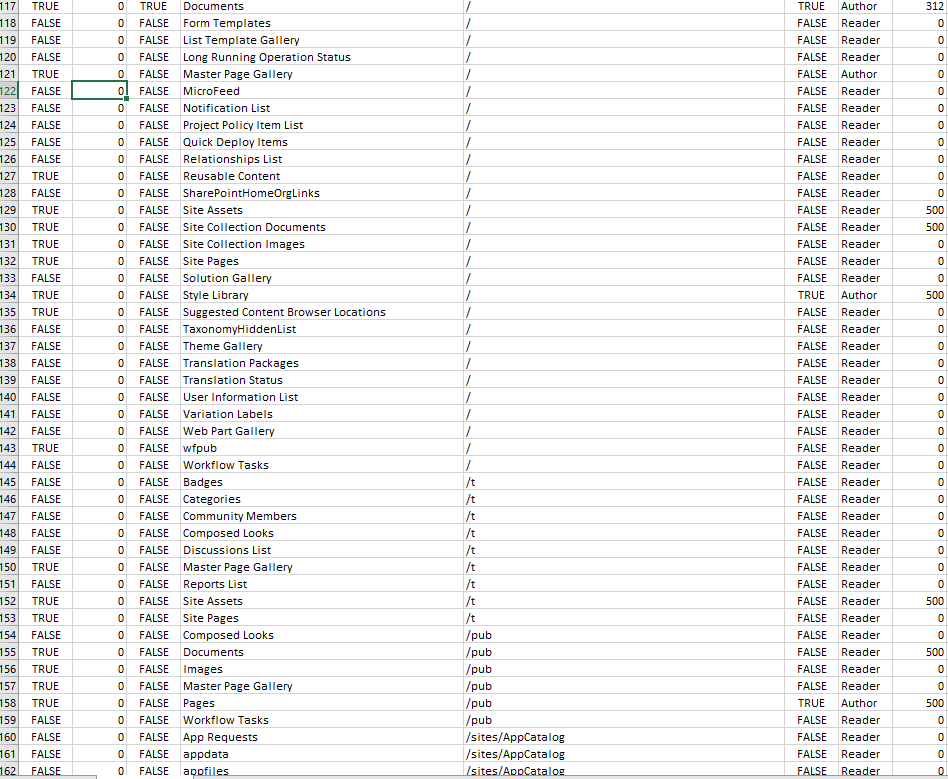 117 TRUE 0 TRUE Documents / TRUE Author 312
118 FALSE 0 FALSE Form Templates / FALSE Reader 0
119 FALSE 0 FALSE List Template Gallery / FALSE Reader 0
120 FALSE 0 FALSE Long Running Operation Status / FALSE Reader 0
121 TRUE 0 FALSE Master Page Gallery / FALSE Author 0
122 FALSE 0 FALSE MicroFeed / FALSE Reader 0
123 FALSE 0 FALSE Notification List / FALSE Reader 0
124 FALSE 0 FALSE Project Policy Item List / FALSE Reader 0
125 FALSE 0 FALSE Quick Deploy Items / FALSE Reader 0
126 FALSE 0 FALSE Relationships List / FALSE Reader 0
127 TRUE 0 FALSE Reusable Content / FALSE Reader 0
128 FALSE 0 FALSE SharePointHomeOrgLinks / FALSE Reader 0
129 TRUE 0 FALSE Site Assets / FALSE Reader 500
130 TRUE 0 FALSE Site Collection Documents / FALSE Reader 500
131 TRUE 0 FALSE Site Collection Images / FALSE Reader 0
132 TRUE 0 FALSE Site Pages / FALSE Reader 0
133 FALSE 0 FALSE Solution Gallery / FALSE Reader 0
134 TRUE 0 FALSE Style Library / TRUE Author 500
135 TRUE 0 FALSE Suggested Content Browser Locations / FALSE Reader 0
136 FALSE 0 FALSE TaxonomyHiddenList / FALSE Reader 0
137 FALSE 0 FALSE Theme Gallery / FALSE Reader 0
138 FALSE 0 FALSE Translation Packages / FALSE Reader 0
139 FALSE 0 FALSE Translation Status / FALSE Reader 0
140 FALSE 0 FALSE User Information List / FALSE Reader 0
141 FALSE 0 FALSE Variation Labels / FALSE Reader 0
142 FALSE 0 FALSE Web Part Gallery / FALSE Reader 0
143 TRUE 0 FALSE wfpub / FALSE Reader 0
144 FALSE 0 FALSE Workflow Tasks / FALSE Reader 0
145 FALSE 0 FALSE Badges /t FALSE Reader 0
146 FALSE 0 FALSE Categories /t FALSE Reader 0
147 FALSE 0 FALSE Community Members /t FALSE Reader 0
148 FALSE 0 FALSE Composed Looks /t FALSE Reader 0
149 FALSE 0 FALSE Discussions List /t FALSE Reader 0
150 TRUE 0 FALSE Master Page Gallery /t FALSE Reader 0
151 FALSE 0 FALSE Reports List /t FALSE Reader 0
152 TRUE 0 FALSE Site Assets /t FALSE Reader 500
153 TRUE 0 FALSE Site Pages /t FALSE Reader 0
154 FALSE 0 FALSE Composed Looks /pub FALSE Reader 0
155 TRUE 0 FALSE Documents /pub FALSE Reader 500
156 TRUE 0 FALSE Images /pub FALSE Reader 0
157 TRUE 0 FALSE Master Page Gallery /pub FALSE Reader 0
158 TRUE 0 FALSE Pages /pub TRUE Author 500
159 FALSE 0 FALSE Workflow Tasks /pub FALSE Reader 0
160 FALSE 0 FALSE App Requests /sites/AppCatalog FALSE Reader 0
161 FALSE 0 FALSE appdata /sites/AppCatalog FALSE Reader 0
162 FALSE 0 FALSE appfiles /sites/AppCatalog FALSE Reader 0